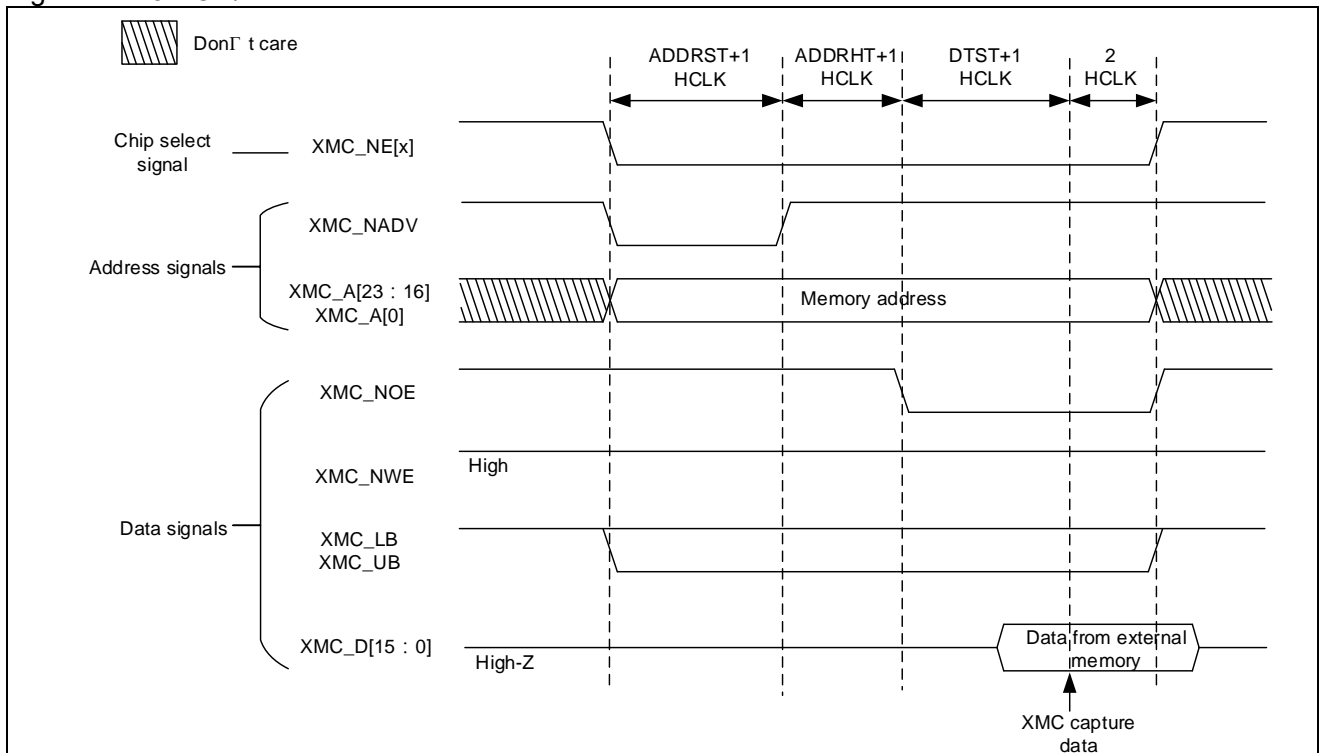 DonΓ t care
ADDRST+1
HCLK
ADDRHT+1
HCLK
DTST+1
HCLK
2
HCLK
Chip select
signal
XMC_NE[x]
XMC_NADV
Address signals
XMC_A[23 : 16]
XMC_A[0]
Memory address
XMC_NOE
High
XMC_NWE
Data signals
XMC_LB
XMC_UB
XMC_D[15 : 0]
High-Z
Data from external
memory
XMC capture
data